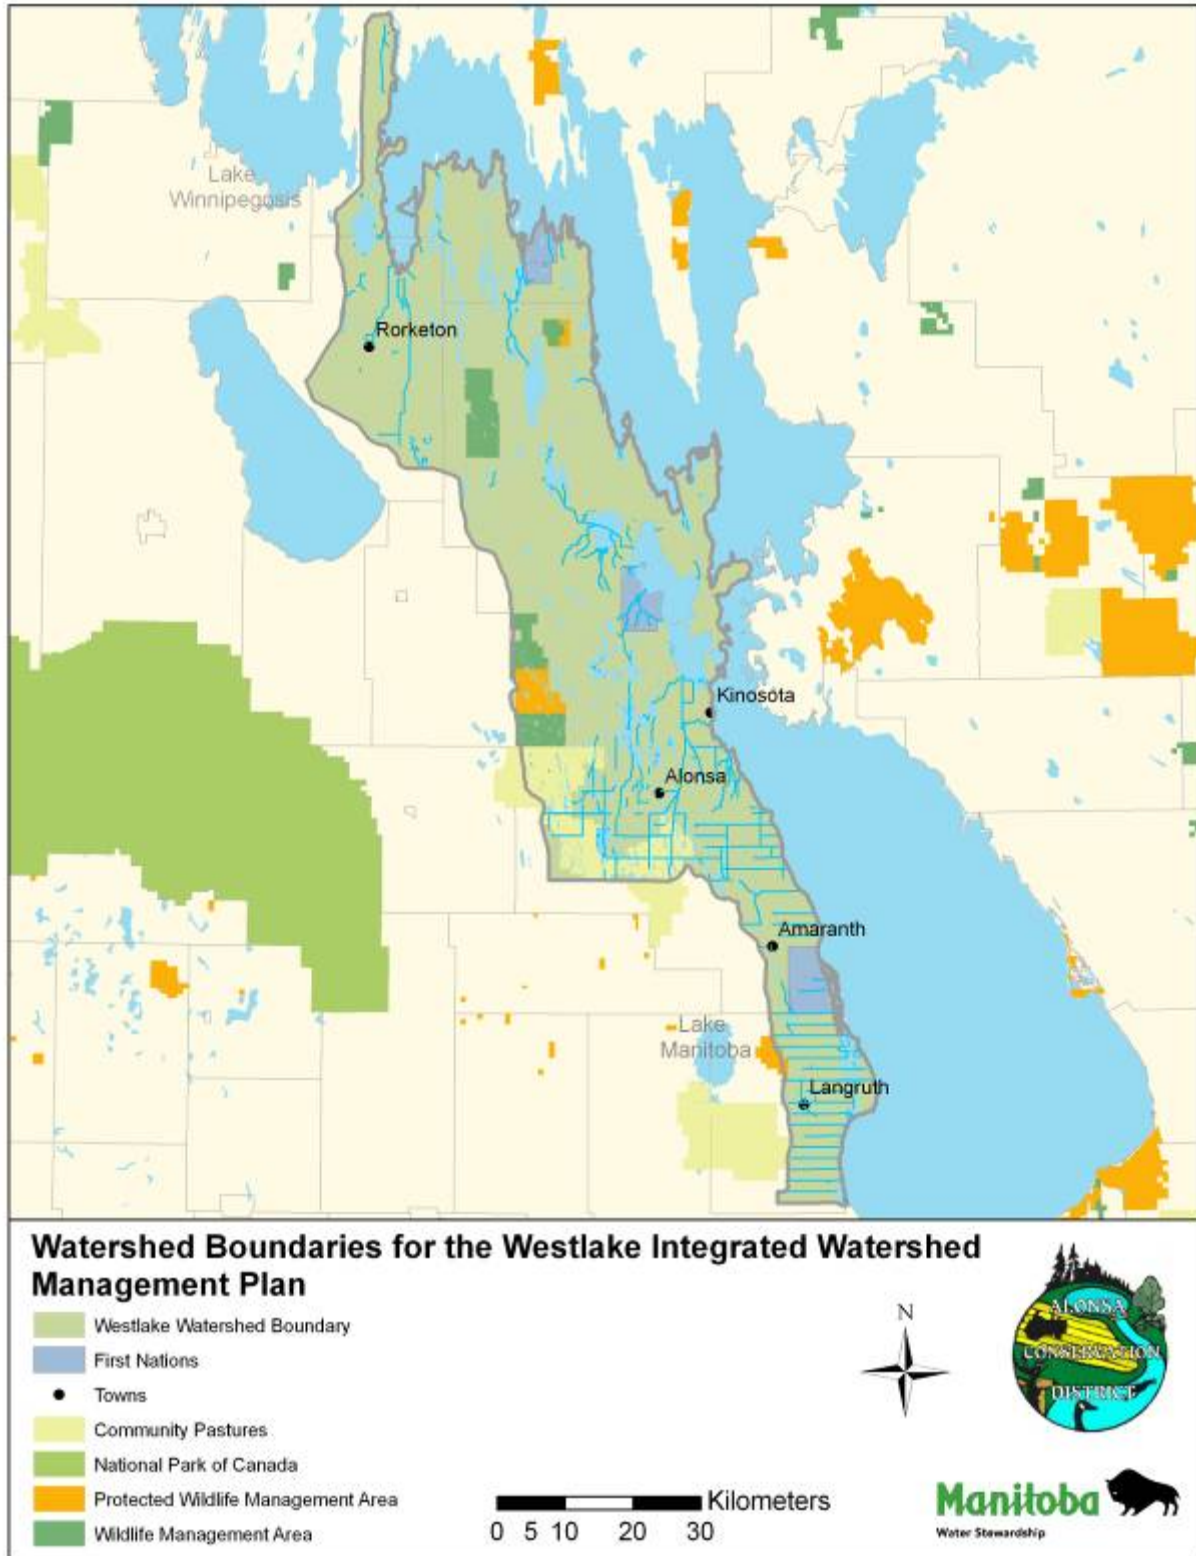 Lake
Winnipegosis
Rorketon
Kinosota
Alonsa
Amaranth
Lake
Manitoba
Langruth
Watershed Boundaries for the Westlake Integrated Watershed
Management Plan
Westlake Watershed Boundary
First Nations
Towns
Community Pastures
National Park of Canada
Protected Wildlife Management Area
Wildlife Management Area
N
0 5 10 20 30
Kilometers
ALONSA
CONSERVATION
DISTRICT
Manitoba
Water Stewardship